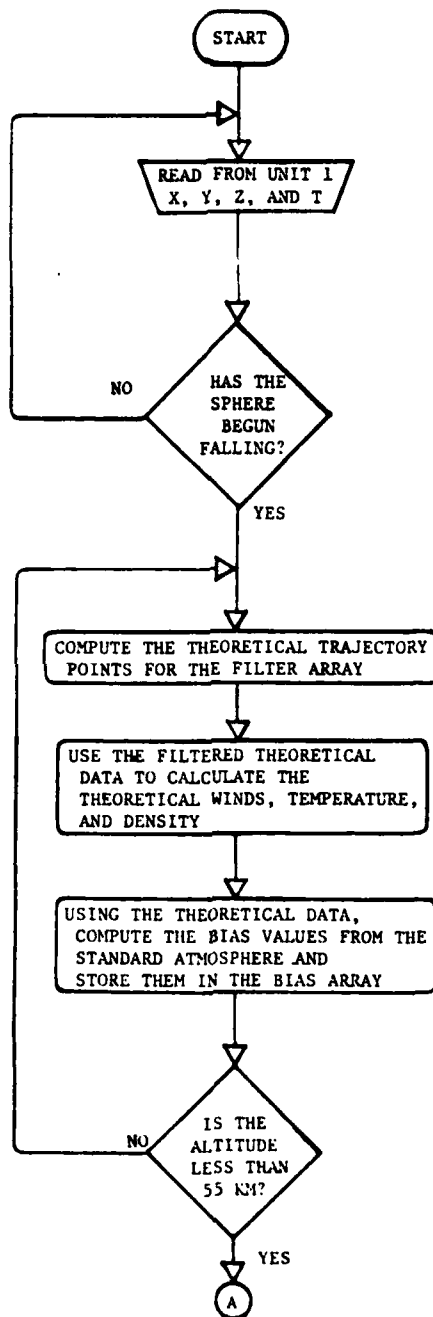 START
READ FROM UNIT 1
X, Y, Z, AND T
HAS THE
SPHERE
BEGUN
FALLING?
NO
YES
COMPUTE THE THEORETICAL TRAJECTORY
POINTS FOR THE FILTER ARRAY
USE THE FILTERED THEORETICAL
DATA TO CALCULATE THE
THEORETICAL WINDS, TEMPERATURE,
AND DENSITY
USING THE THEORETICAL DATA,
COMPUTE THE BIAS VALUES FROM THE
STANDARD ATMOSPHERE AND
STORE THEM IN THE BIAS ARRAY
IS THE
ALTITUDE
LESS THAN
55 KM?
NO
YES
A